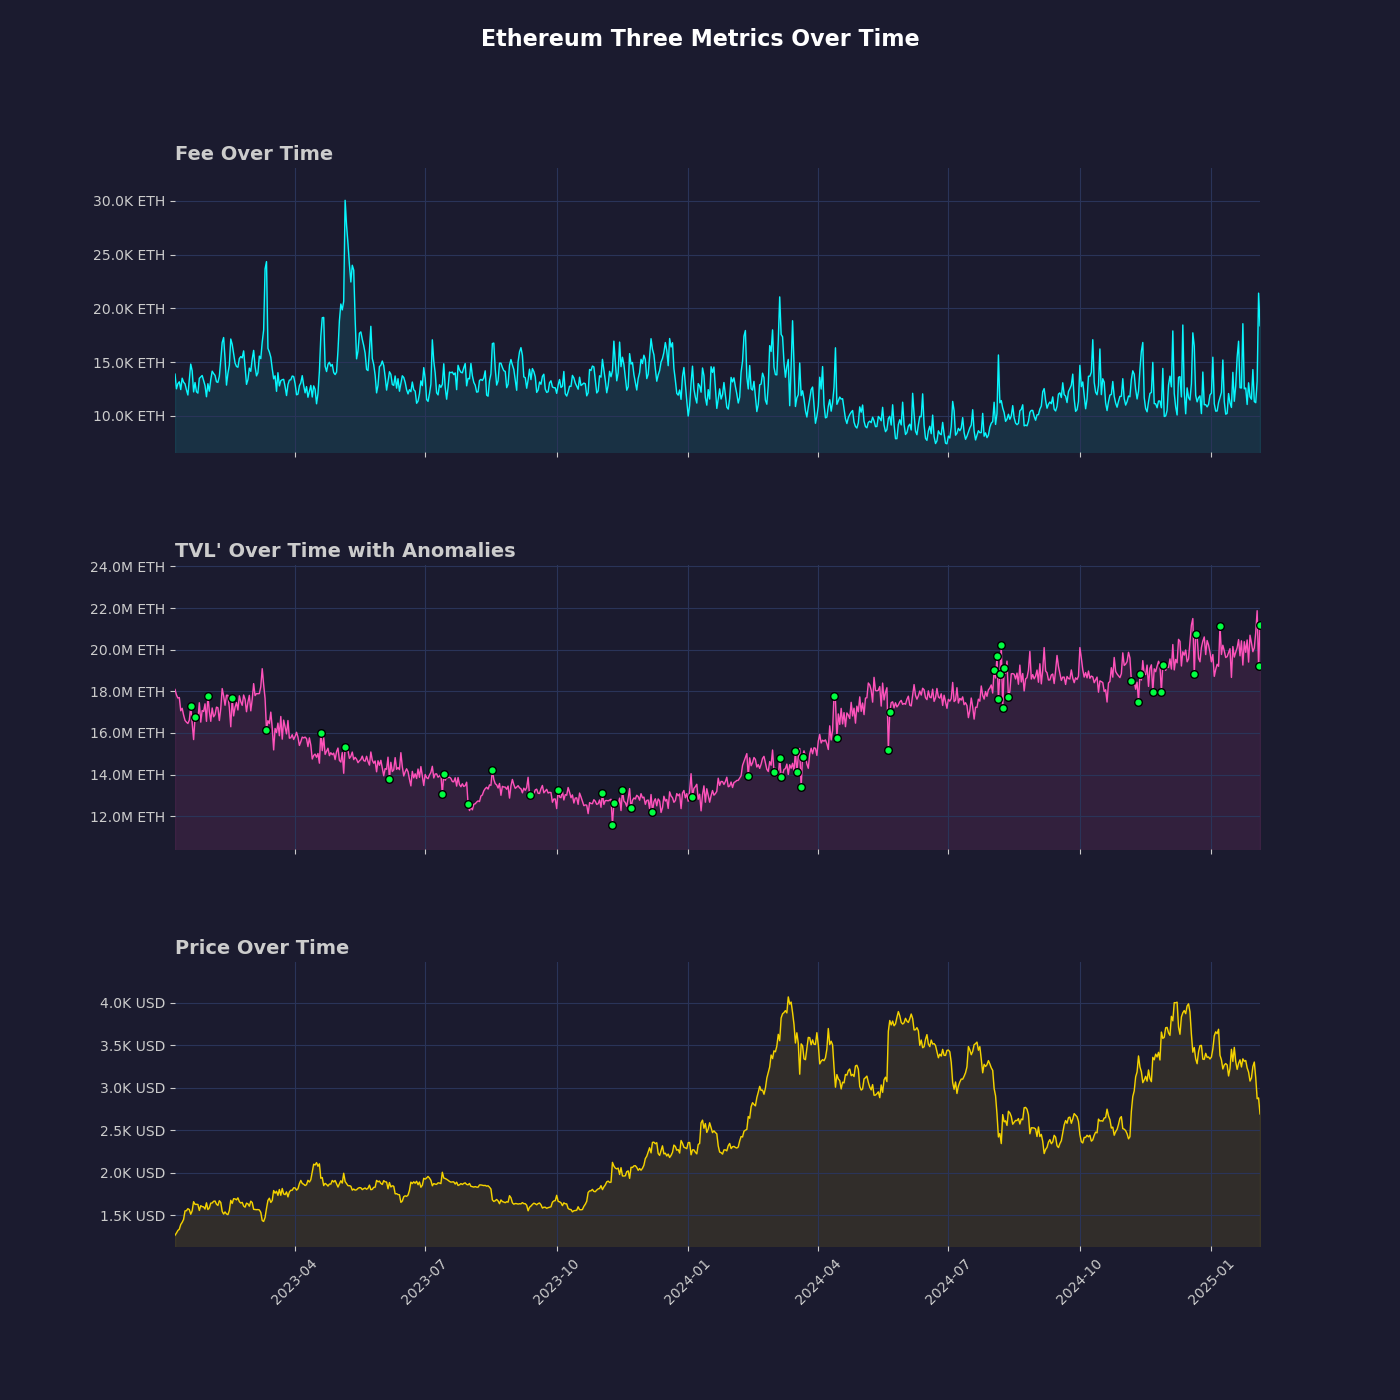 Ethereum Three Metrics Over Time
Fee Over Time
30.0K ETH
25.0K ETH
20.0K ETH
15.0K ETH
10.0K ETH
TVL' Over Time with Anomalies
24.0M ETH
22.0M ETH
20.0M ETH
18.0M ETH
16.0M ETH
14.0M ETH
12.0M ETH
Price Over Time
4.0K USD
3.5K USD
3.0K USD
2.5K USD
2.0K USD
1.5K USD
2023-04 2023-07 2023-10 2024-01 2024-04 2024-07 2024-10 2025-01